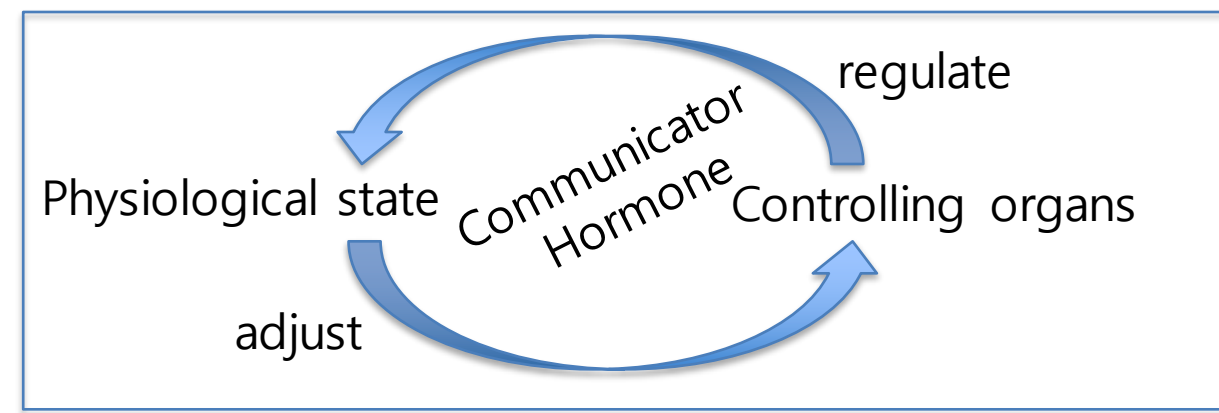 regulate
Communicator
Hormone
Physiological state
Controlling organs
adjust